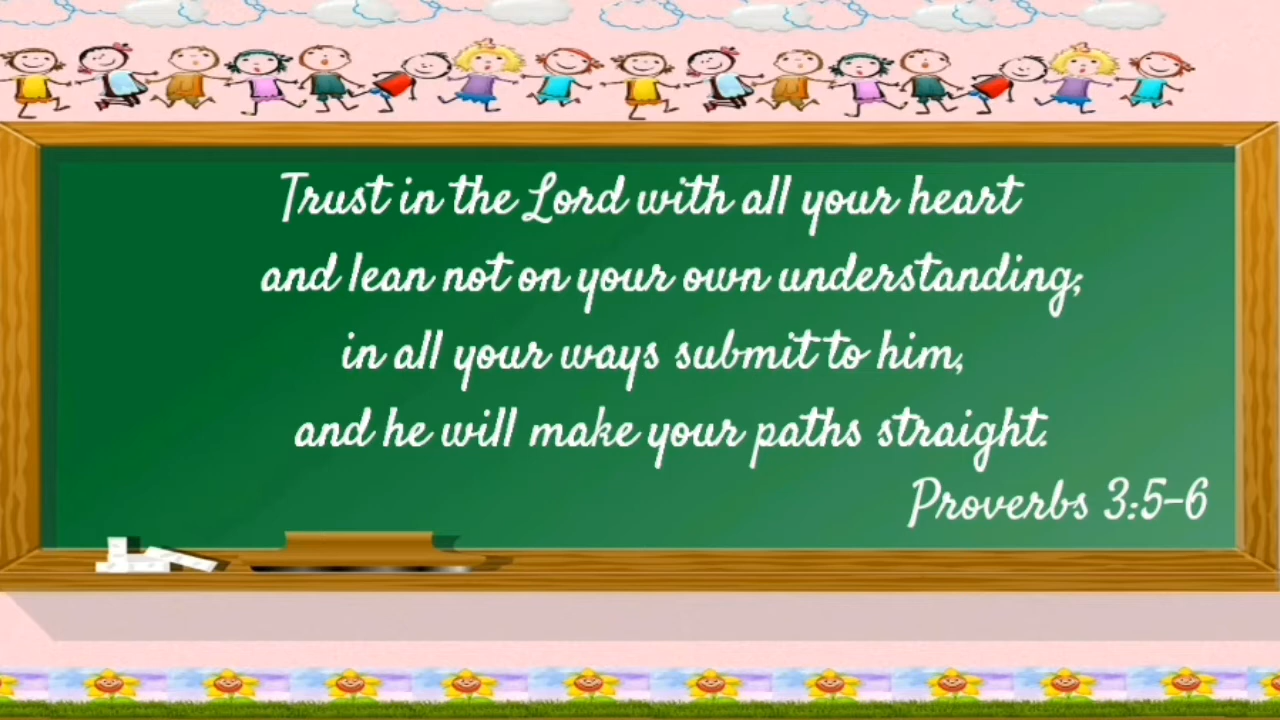 Trust in the Lord with all your heart
and lean not on your own understanding;
in all your ways submit to him,
and he will make your paths straight.
Proverbs 3:5-6